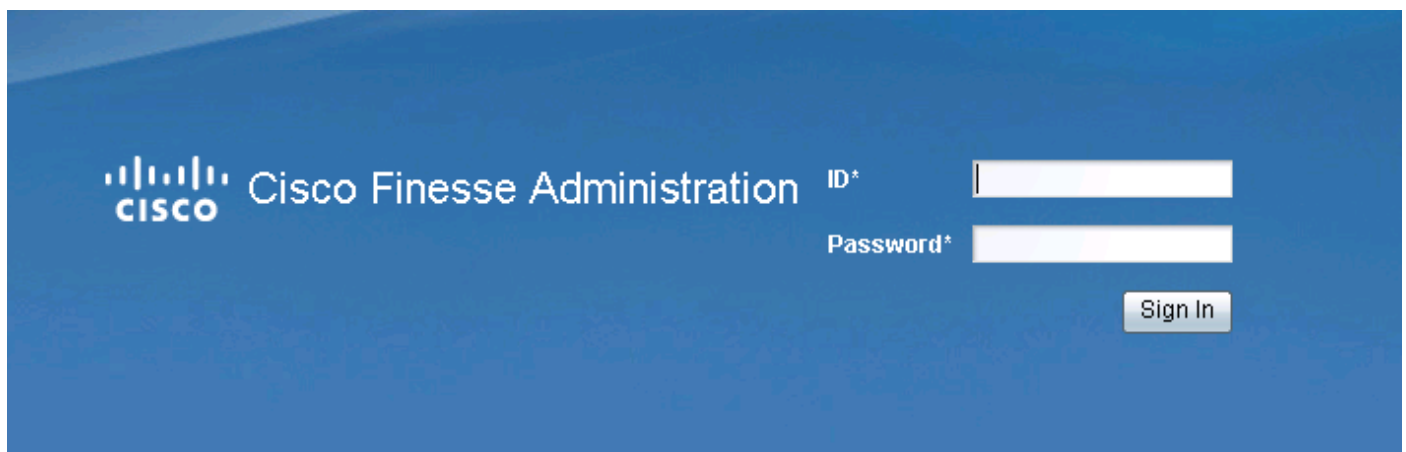 CISCO
Cisco Finesse Administration
ID*
Password*
Sign In